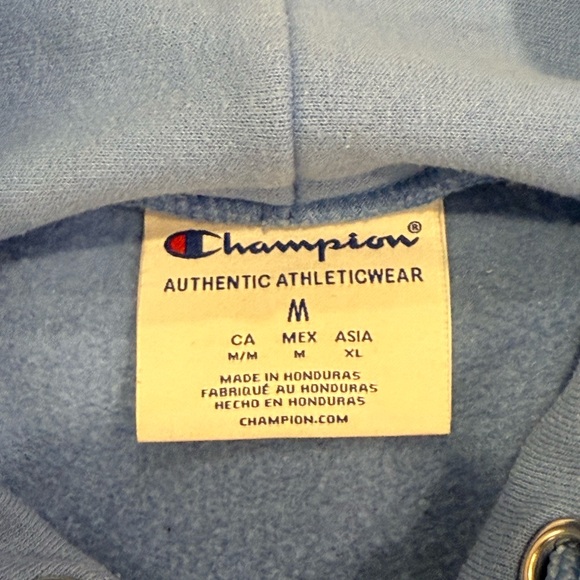 Champion®
AUTHENTIC ATHLETICWEAR
M
CA MEX ASIA
M/M M XL
MADE IN HONDURAS
FABRIQUÉ AU HONDURAS
HECHO EN HONDURAS
CHAMPION.COM